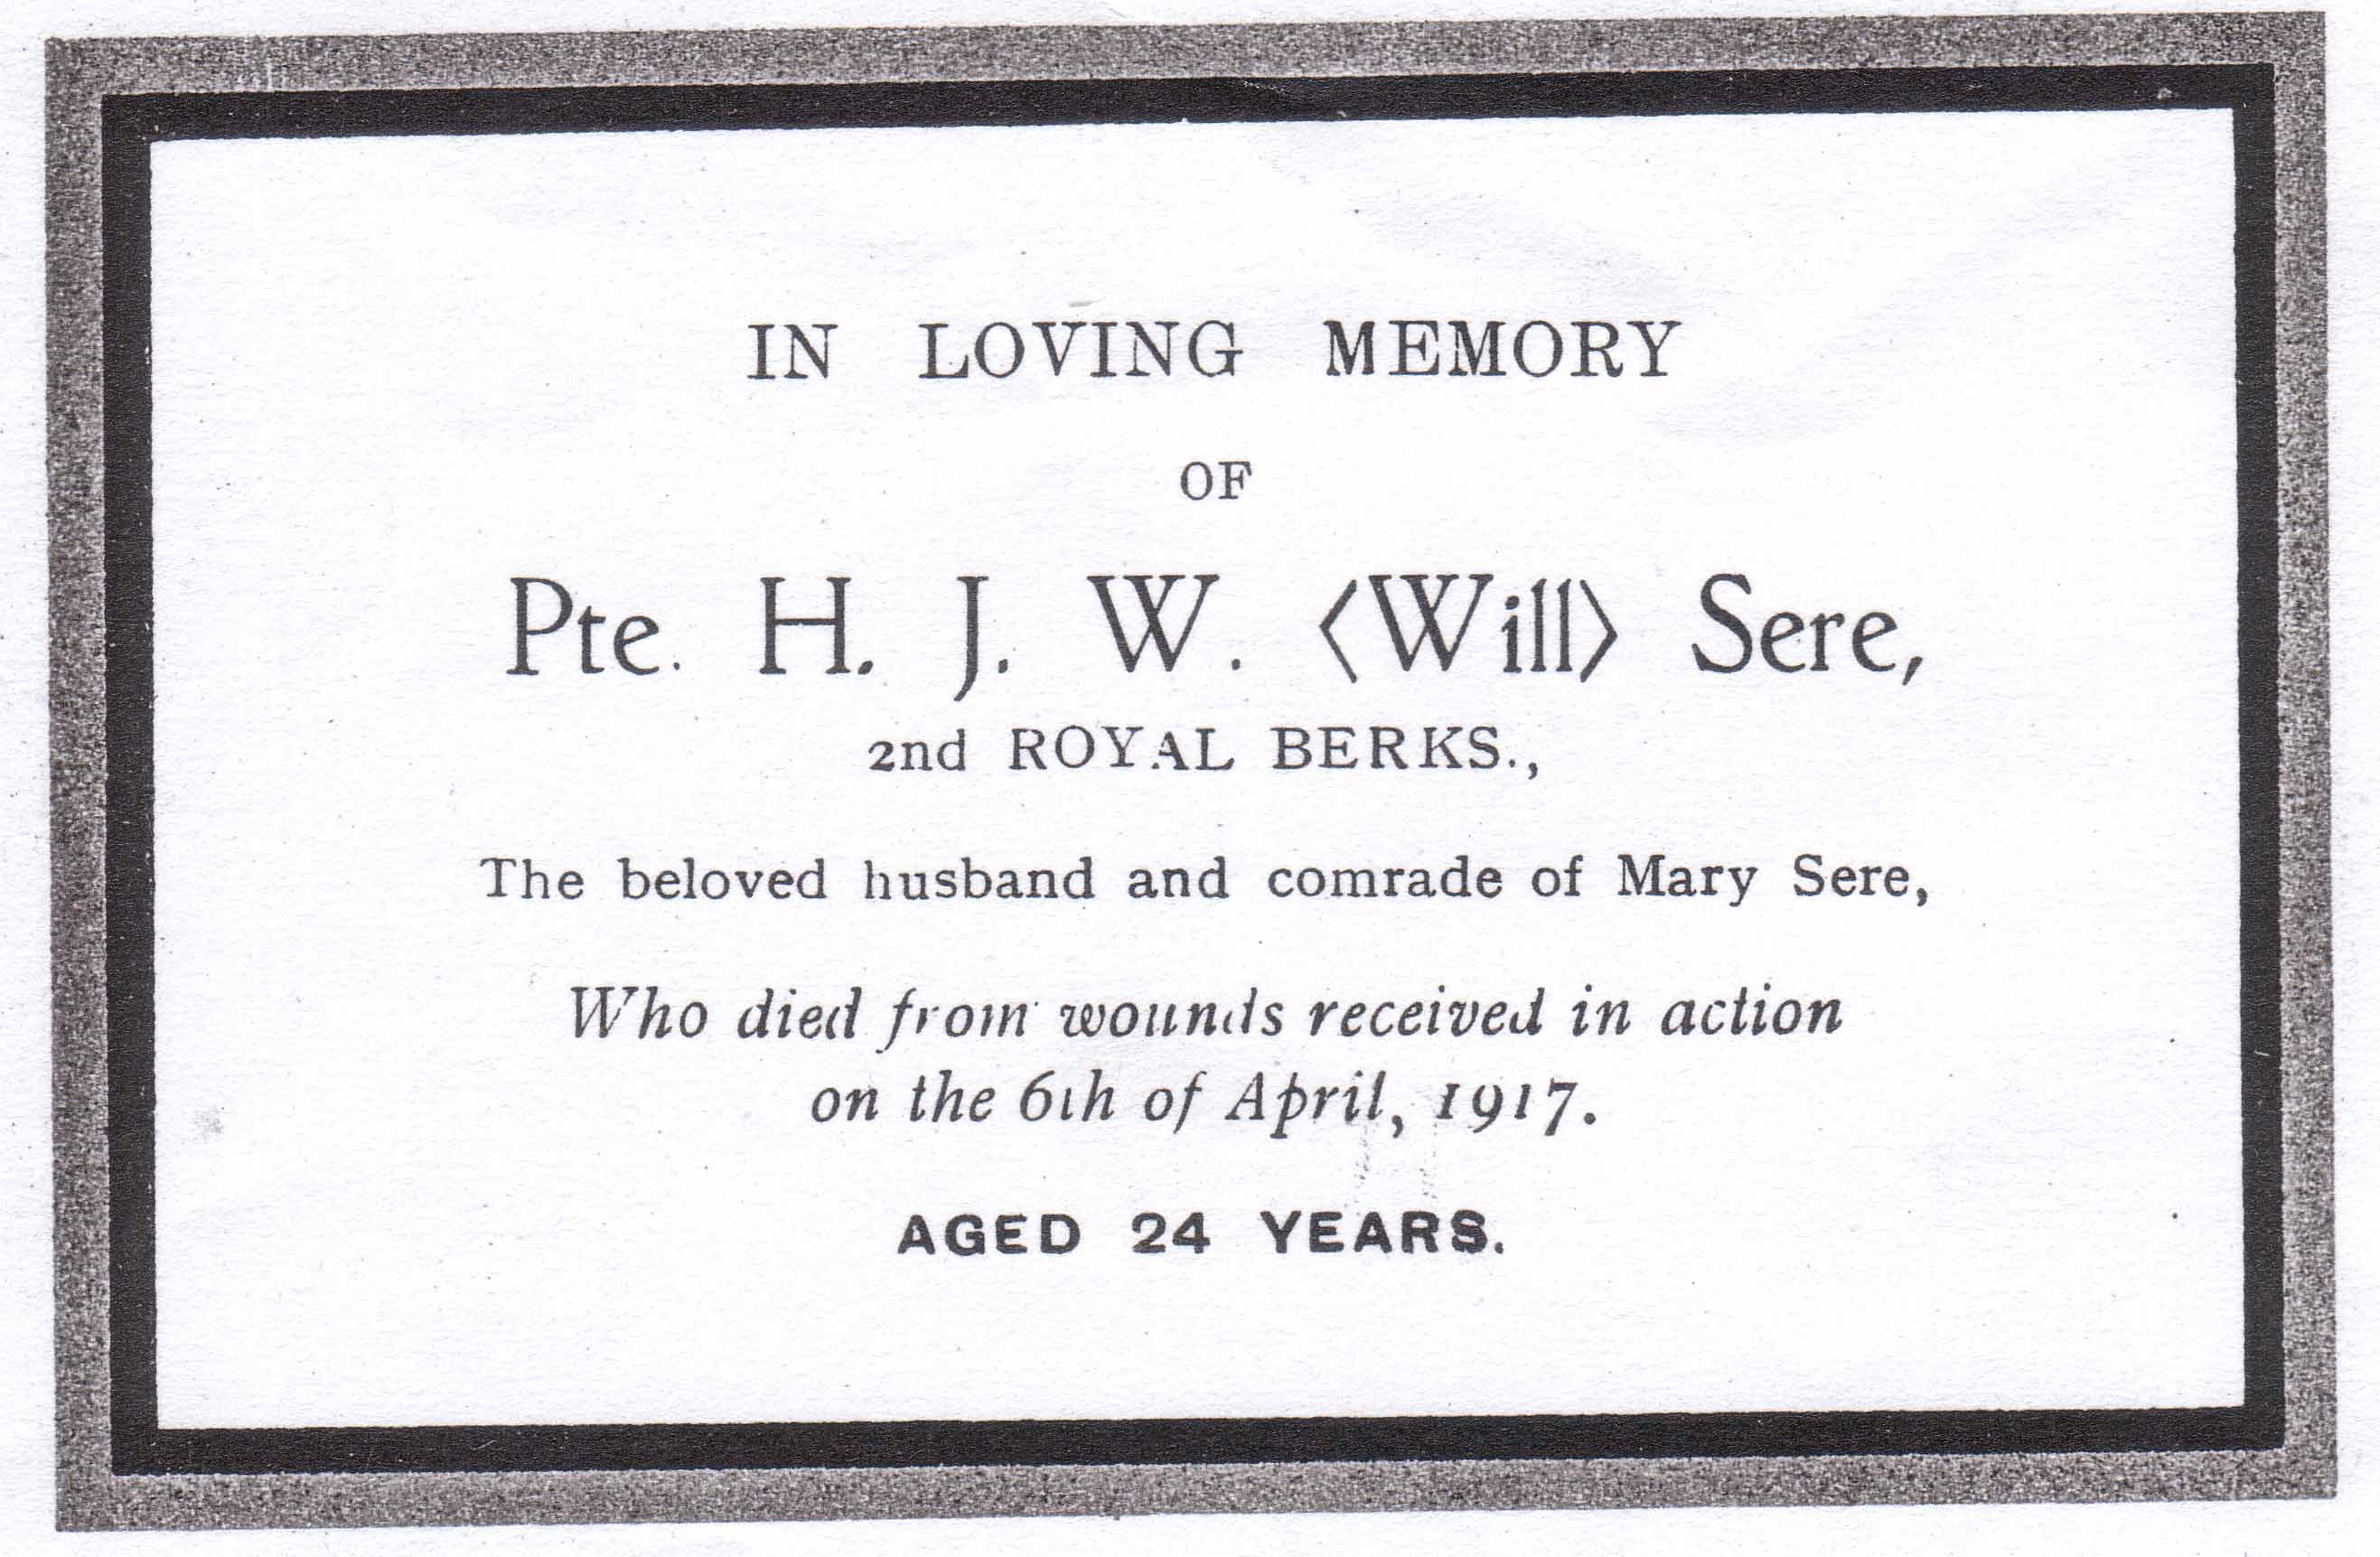 IN LOVING MEMORY
OF
Pte. H. J. W. (Will) Sere,
2nd ROYAL BERKS.,
The beloved husband and comrade of Mary Sere,
Who died from wounds received in action
on the 6th of April, 1917.
AGED 24 YEARS.